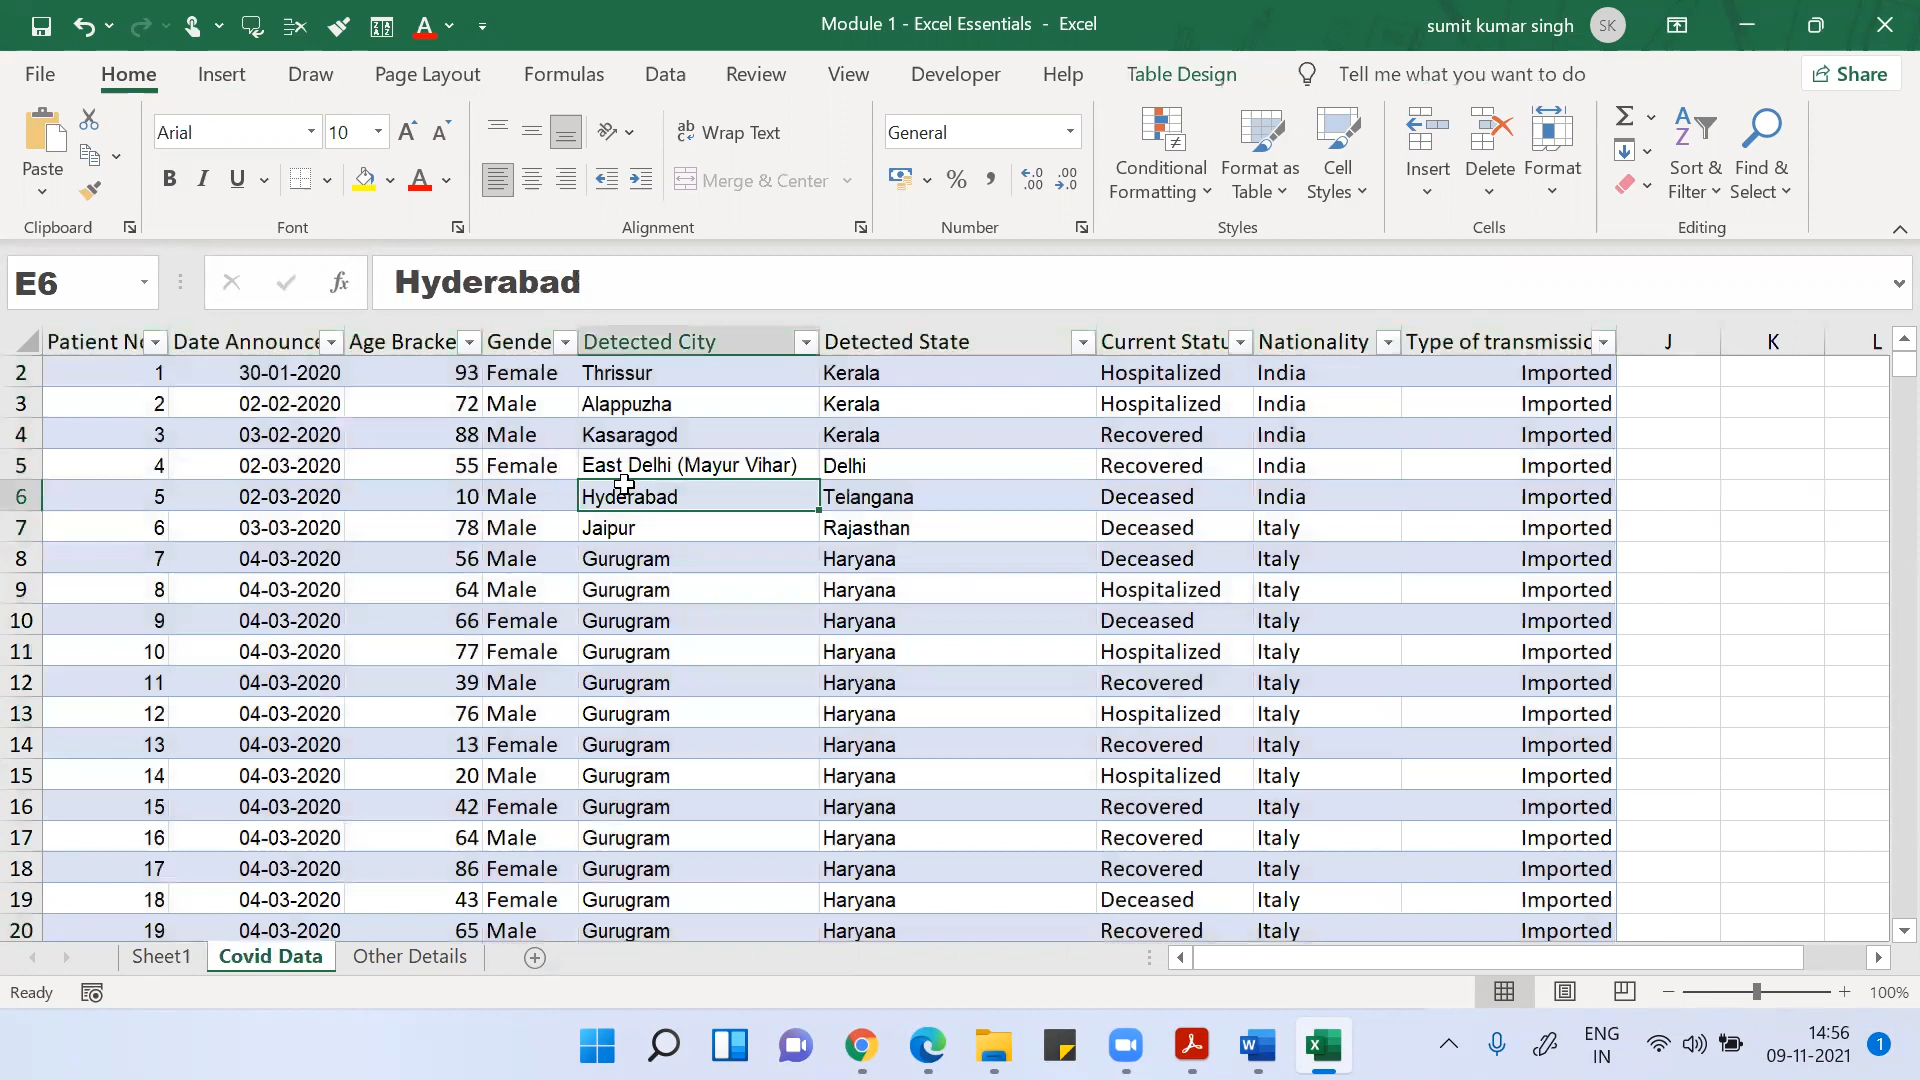 Module 1 - Excel Essentials - Excel
sumit kumar singh
SK
File Home Insert Draw Page Layout Formulas Data Review View Developer Help Table Design Tell me what you want to do Share
Paste
Clipboard
Arial 10
B I U
Font
Wrap Text
Merge & Center
Alignment
General
Number
Conditional Formatting
Format as Table
Cell Styles
Styles
Insert
Delete
Format
Cells
Sort & Filter
Find & Select
Editing
E6 fx Hyderabad
Patient No Date Announce Age Bracke Gende Detected City Detected State Current Statu Nationality Type of transmissic J K L
2 1 30-01-2020 93 Female Thrissur Kerala Hospitalized India Imported
3 2 02-02-2020 72 Male Alappuzha Kerala Hospitalized India Imported
4 3 03-02-2020 88 Male Kasaragod Kerala Recovered India Imported
5 4 02-03-2020 55 Female East Delhi (Mayur Vihar) Delhi Recovered India Imported
6 5 02-03-2020 10 Male Hyderabad Telangana Deceased India Imported
7 6 03-03-2020 78 Male Jaipur Rajasthan Deceased Italy Imported
8 7 04-03-2020 56 Male Gurugram Haryana Deceased Italy Imported
9 8 04-03-2020 64 Male Gurugram Haryana Hospitalized Italy Imported
10 9 04-03-2020 66 Female Gurugram Haryana Deceased Italy Imported
11 10 04-03-2020 77 Female Gurugram Haryana Hospitalized Italy Imported
12 11 04-03-2020 39 Male Gurugram Haryana Recovered Italy Imported
13 12 04-03-2020 76 Male Gurugram Haryana Hospitalized Italy Imported
14 13 04-03-2020 13 Female Gurugram Haryana Recovered Italy Imported
15 14 04-03-2020 20 Male Gurugram Haryana Hospitalized Italy Imported
16 15 04-03-2020 42 Female Gurugram Haryana Recovered Italy Imported
17 16 04-03-2020 64 Male Gurugram Haryana Recovered Italy Imported
18 17 04-03-2020 86 Female Gurugram Haryana Recovered Italy Imported
19 18 04-03-2020 43 Female Gurugram Haryana Deceased Italy Imported
20 19 04-03-2020 65 Male Gurugram Haryana Recovered Italy Imported
Sheet1 Covid Data Other Details
Ready
100%
ENG
IN
14:56
09-11-2021
1